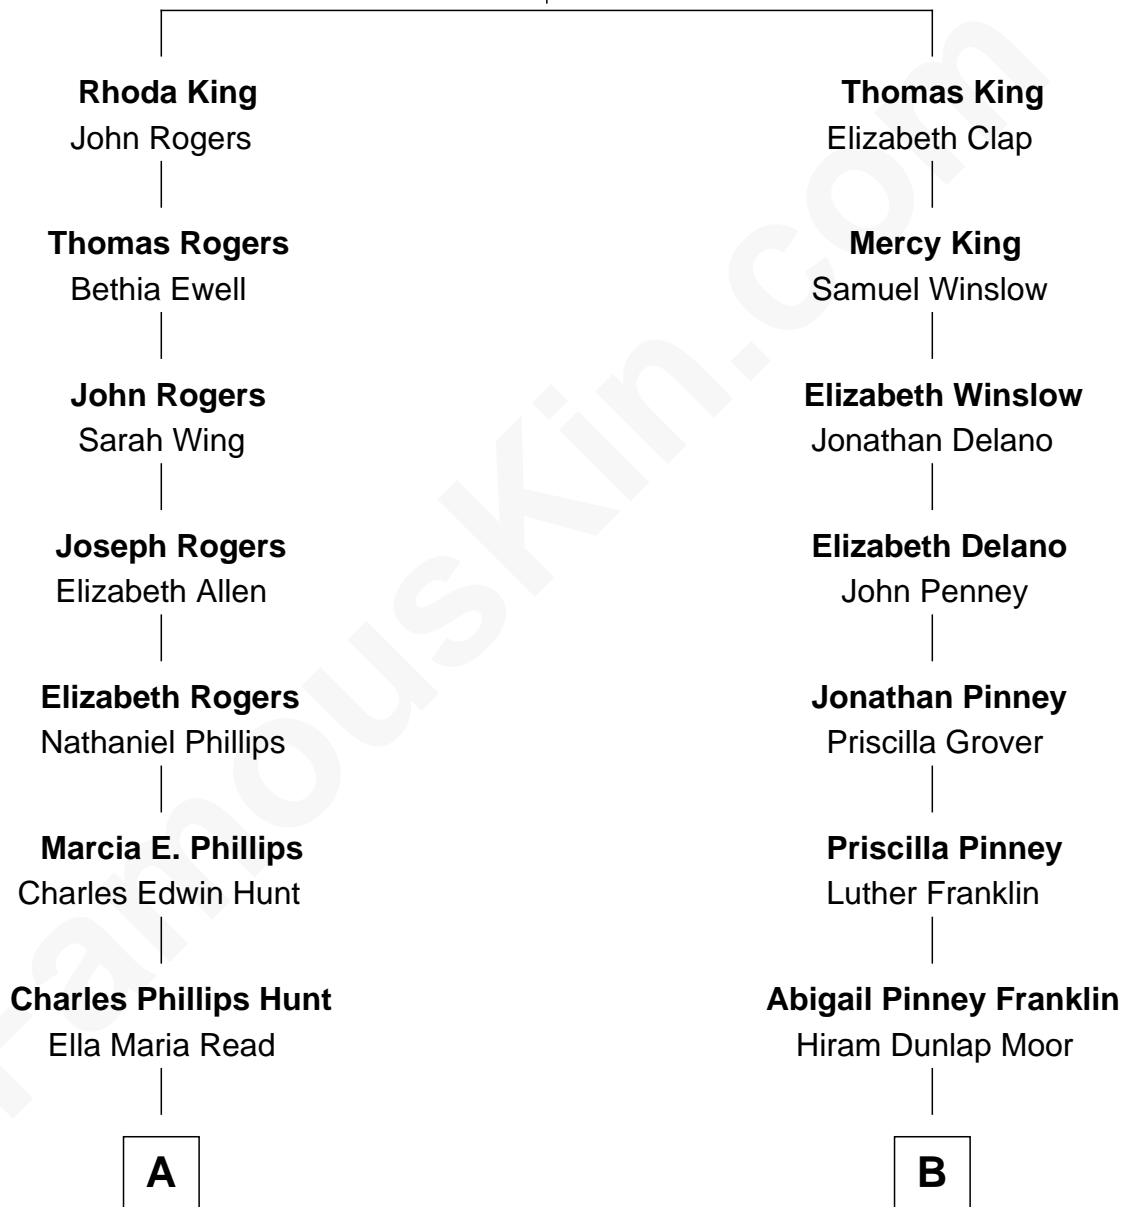 Rhoda King
John Rogers
Thomas King
Elizabeth Clap
Thomas Rogers
Bethia Ewell
Mercy King
Samuel Winslow
John Rogers
Sarah Wing
Elizabeth Winslow
Jonathan Delano
Joseph Rogers
Elizabeth Allen
Elizabeth Delano
John Penney
Elizabeth Rogers
Nathaniel Phillips
Jonathan Pinney
Priscilla Grover
Marcia E. Phillips
Charles Edwin Hunt
Priscilla Pinney
Luther Franklin
Charles Phillips Hunt
Ella Maria Read
Abigail Pinney Franklin
Hiram Dunlap Moor
A
B
FamousKin.com